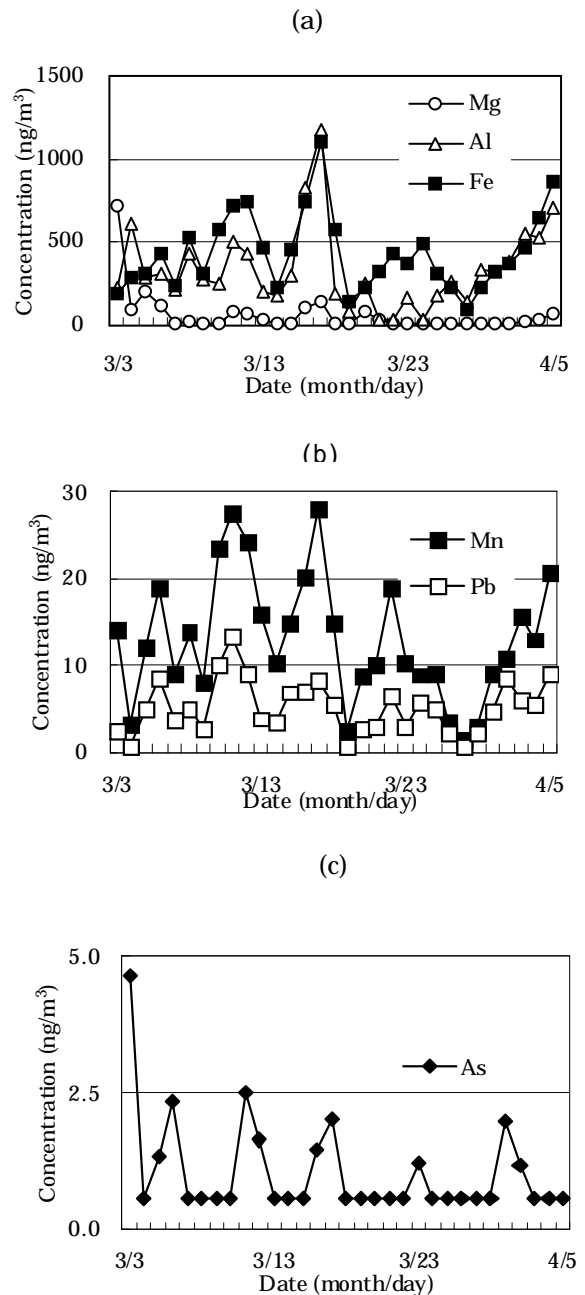 (a)
Concentration (ng/m³)
1500
1000
500
0
Mg
Al
Fe
3/3 3/13 3/23 4/5
Date (month/day)
(b)
Concentration (ng/m³)
30
20
10
0
Mn
Pb
3/3 3/13 3/23 4/5
Date (month/day)
(c)
Concentration (ng/m³)
5.0
2.5
0.0
As
3/3 3/13 3/23 4/5
Date (month/day)